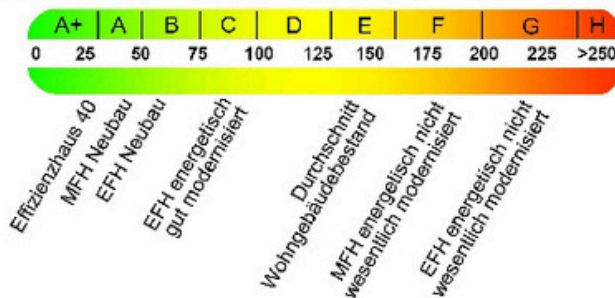 A+ A B C D E F G H
0 25 50 75 100 125 150 175 200 225 >250
Effizienzhaus 40
MFH Neubau
EFH Neubau
EFH energetisch
gut modernisiert
Durchschnitt
Wohngebäudebestand
MFH energetisch nicht
wesentlich modernisiert
EFH energetisch nicht
wesentlich modernisiert